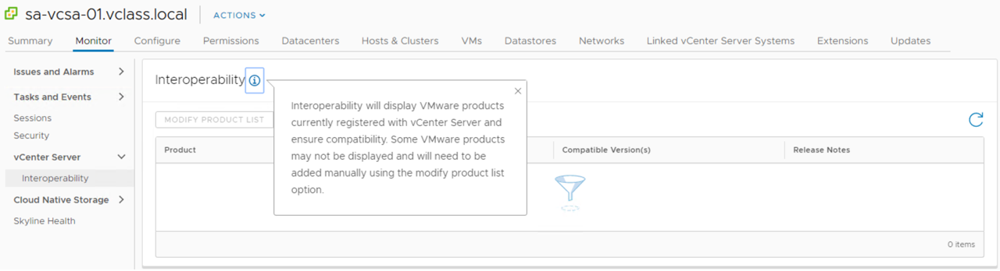 sa-vcsa-01.vclass.local
ACTIONS
Summary Monitor Configure Permissions Datacenters Hosts & Clusters VMs Datastores Networks Linked vCenter Server Systems Extensions Updates
Issues and Alarms
Tasks and Events
Sessions
Security
vCenter Server
Interoperability
Cloud Native Storage
Skyline Health
Interoperability
Interoperability will display VMware products
currently registered with vCenter Server and
ensure compatibility. Some VMware products
may not be displayed and will need to be
added manually using the modify product list
option.
MODIFY PRODUCT LIST
Product Compatible Version(s) Release Notes
0 items